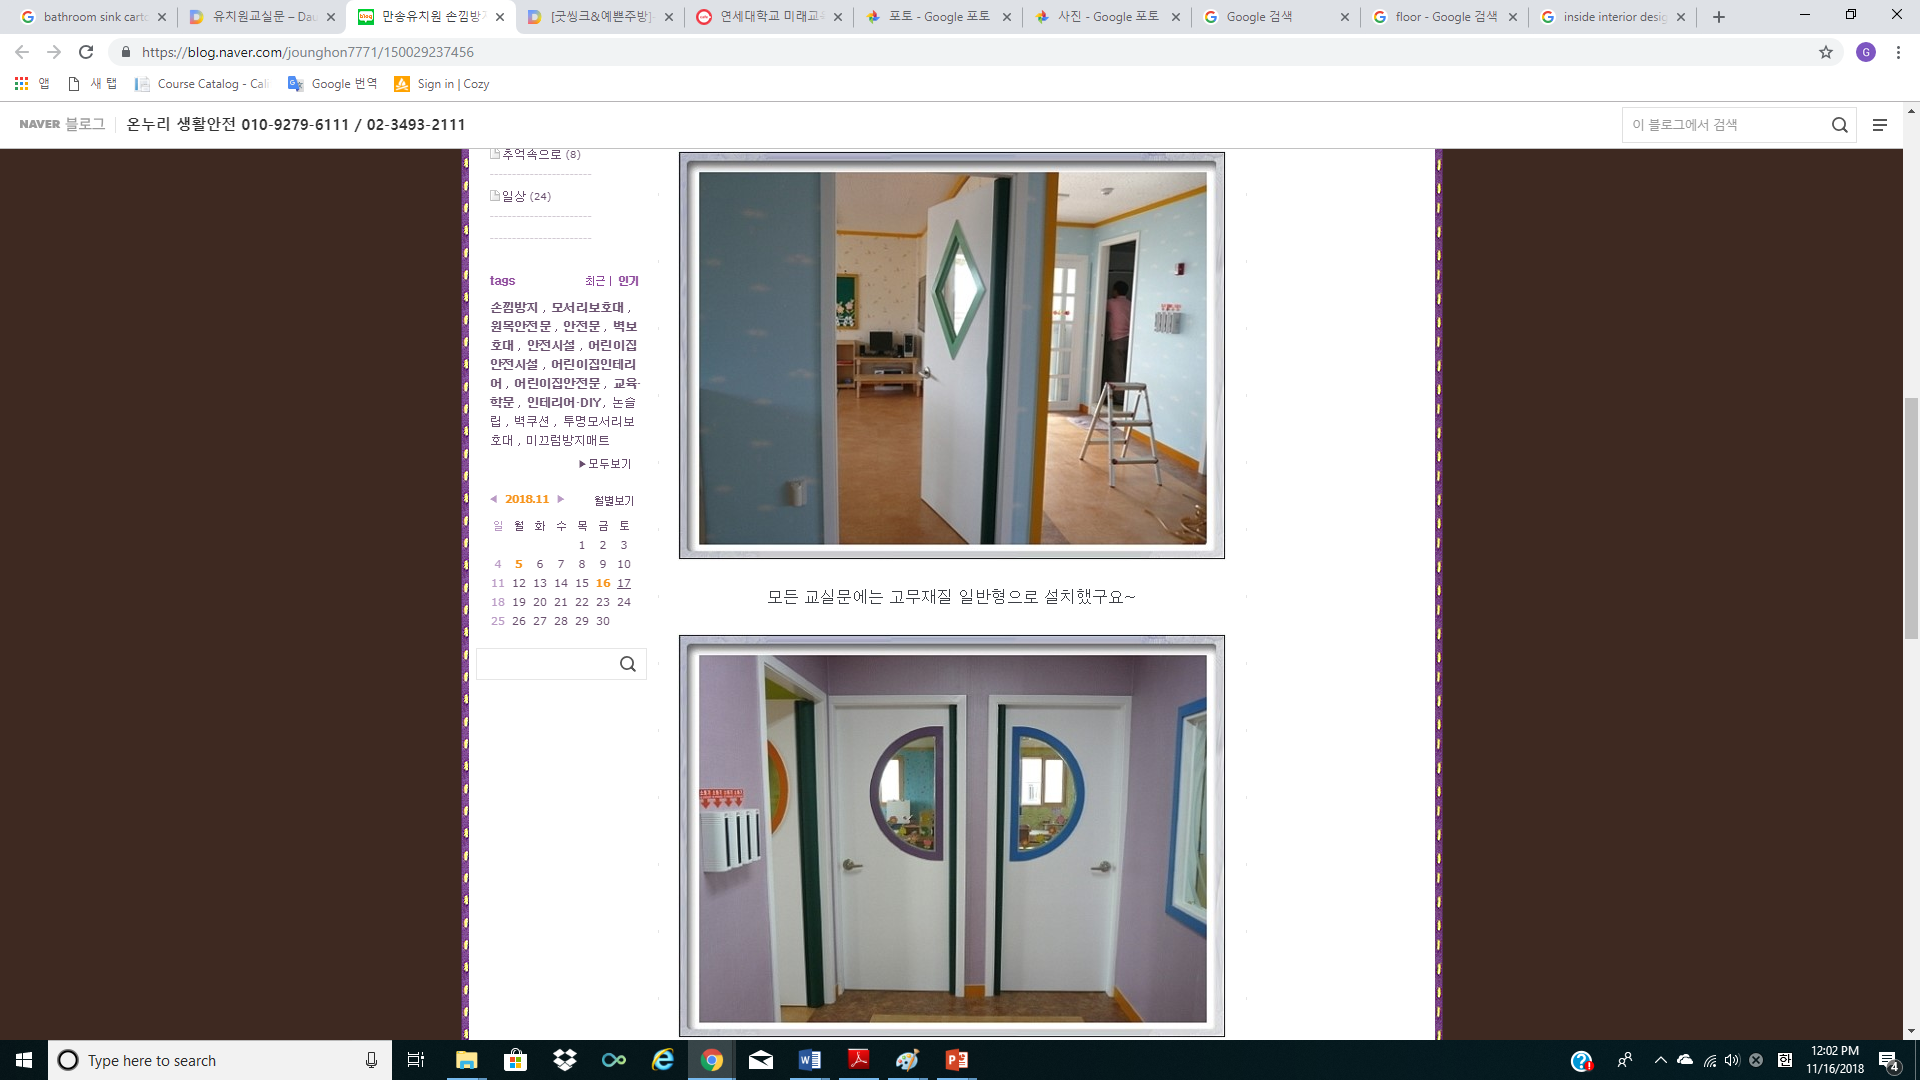 bathroom sink carto
유치원교실문 – Dau
만송유치원 손낌방지
[굿씽크&예쁜주방]
연세대학교 미래교육
포토 - Google 포토
사진 - Google 포토
Google 검색
floor - Google 검색
inside interior desig
https://blog.naver.com/jounghon7771/150029237456
G
앱
새 탭
Course Catalog - Cali
Google 번역
Sign in | Cozy
NAVER 블로그
온누리 생활안전 010-9279-6111 / 02-3493-2111
이 블로그에서 검색
추억속으로 (8)
일상 (24)
tags 최근 | 인기
손낌방지 , 모서리보호대 ,
원목안전문 , 안전문 , 벽보
호대 , 안전시설 , 어린이집
안전시설 , 어린이집인테리
어 , 어린이집안전문 , 교육·
학문 , 인테리어·DIY , 논슬
립 , 벽쿠션 , 투명모서리보
호대 , 미끄럼방지매트
▶모두보기
◀ 2018.11 ▶ 월별보기
일 월 화 수 목 금 토
1 2 3
4 5 6 7 8 9 10
11 12 13 14 15 16 17
18 19 20 21 22 23 24
25 26 27 28 29 30
모든 교실문에는 고무재질 일반형으로 설치했구요~
Type here to search
한
12:02 PM
11/16/2018
4